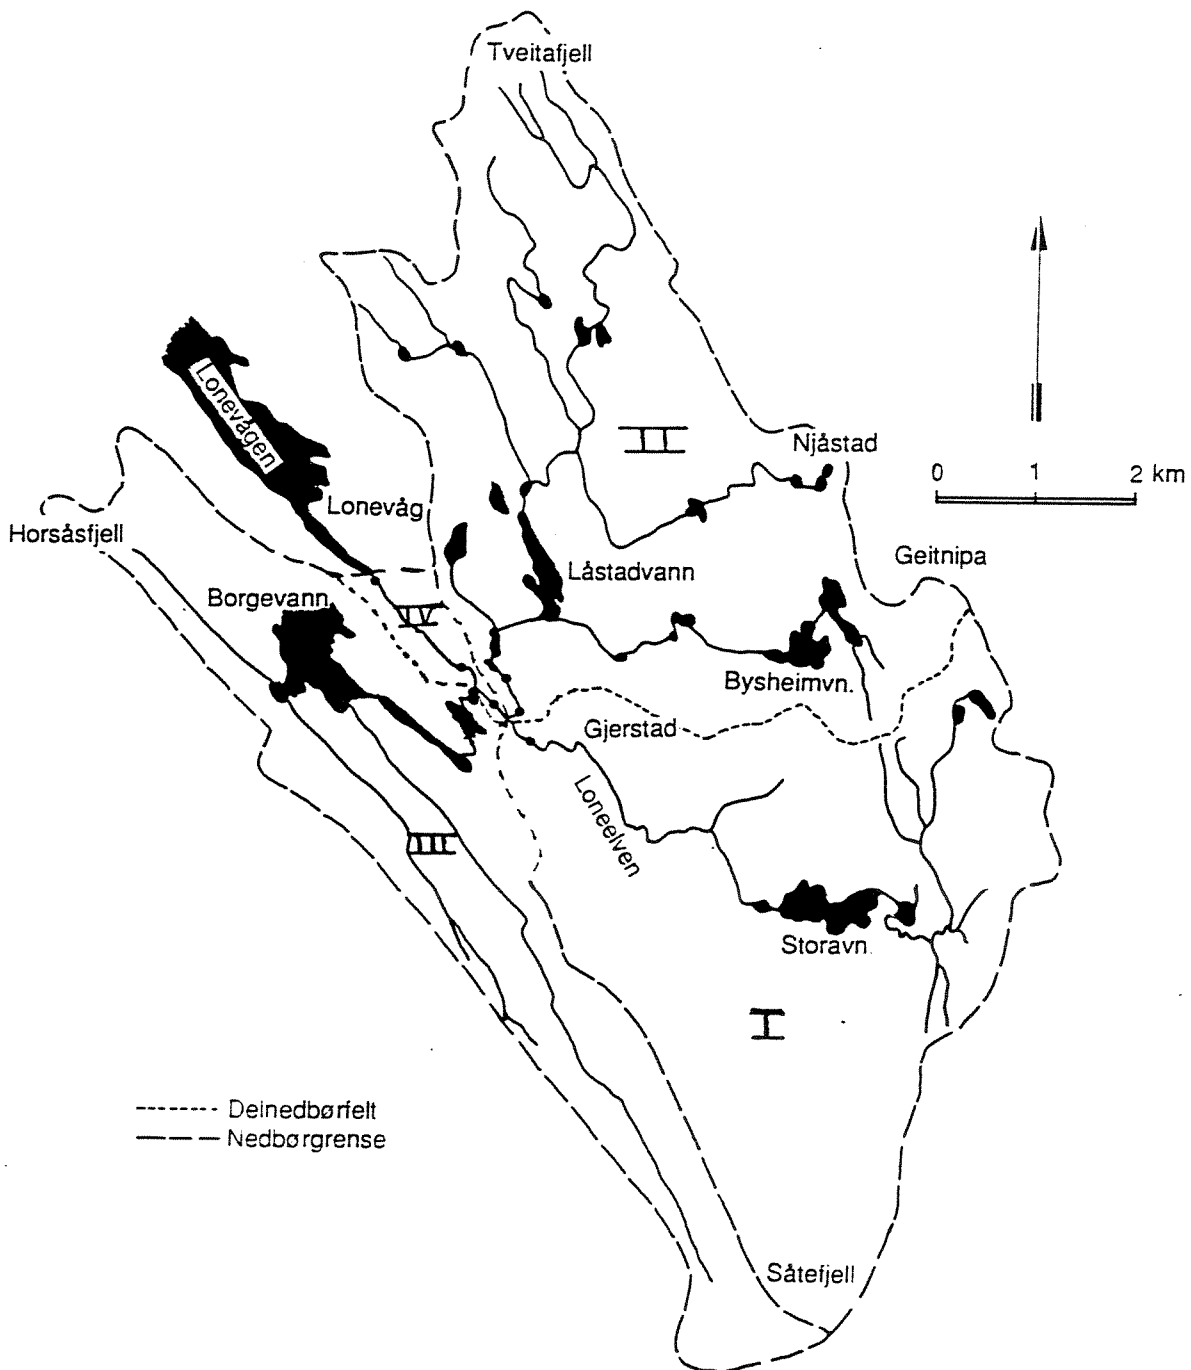 Tveitafjell
II
Njåstad
0 1 2 km
Lonevågen
Lonevåg
Horsåsfjell
Geitnipa
Låstadvann
Borgevann
IV
Bysheimvn.
Gjerstad
Loneelven
III
Storavn.
I
Delnedbørfelt
Nedbørgrense
Såtefjell